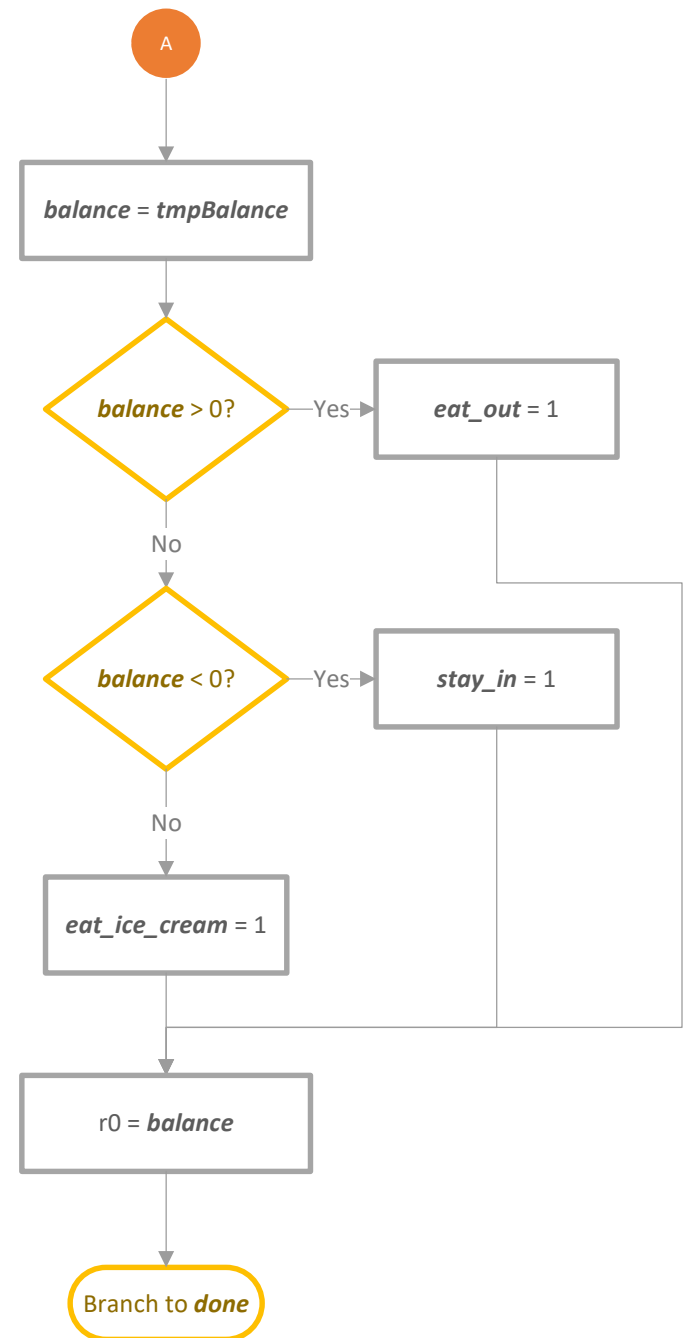 A
balance = tmpBalance
balance > 0?
Yes
eat_out = 1
No
balance < 0?
Yes
stay_in = 1
No
eat_ice_cream = 1
r0 = balance
Branch to done